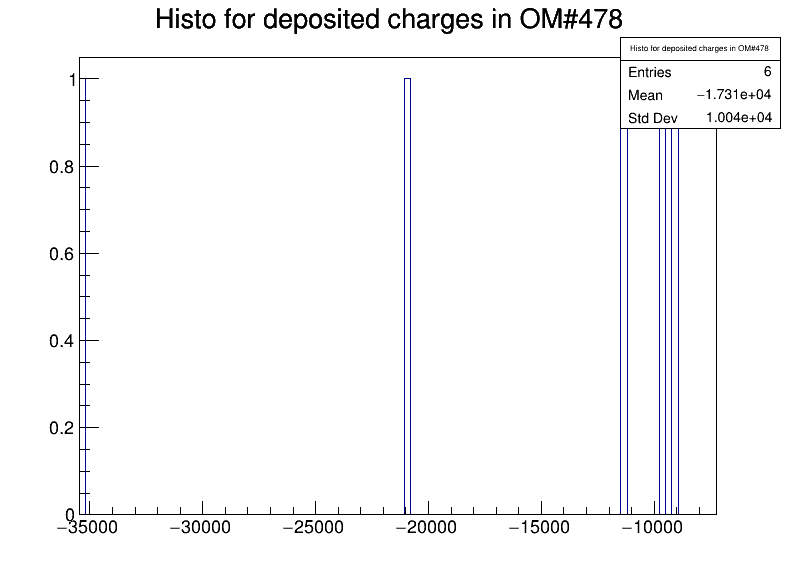 Histo for deposited charges in OM#478
Histo for deposited charges in OM#478
Entries 6
Mean −1.731e+04
Std Dev 1.004e+04
1
0.8
0.6
0.4
0.2
0
−35000 −30000 −25000 −20000 −15000 −10000